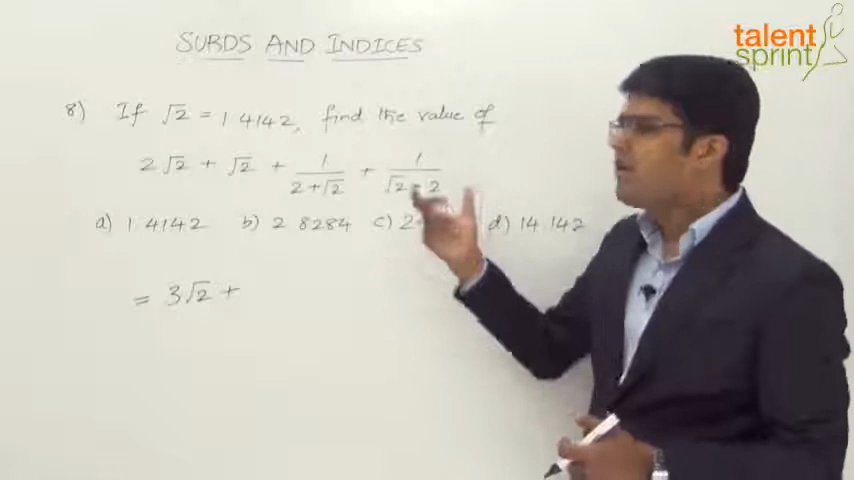 talent
sprint
SURDS AND INDICES
8) If √2 = 1.4142, find the value of
2√2 + √2 + 1/(2+√2) + 1/(√2-2)
a) 1.4142 b) 2.8284 c) 2 d) 14.142
= 3√2 +